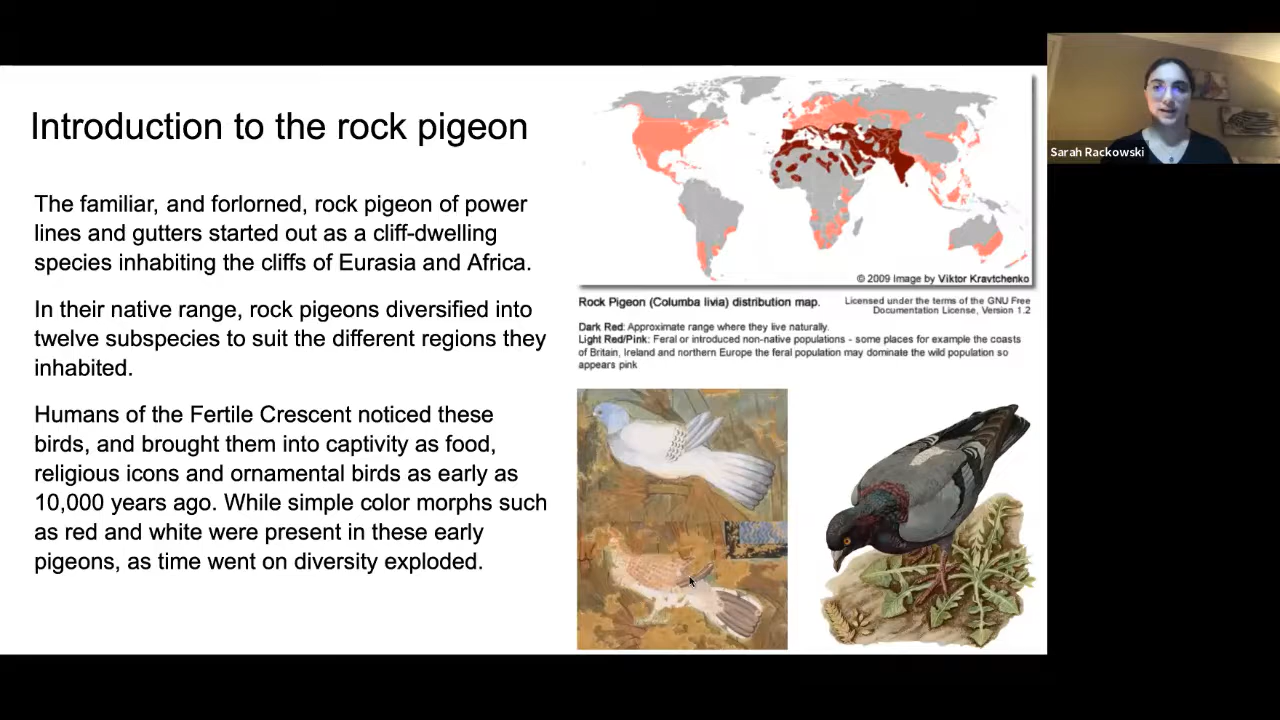 Introduction to the rock pigeon
The familiar, and forlorned, rock pigeon of power
lines and gutters started out as a cliff-dwelling
species inhabiting the cliffs of Eurasia and Africa.
In their native range, rock pigeons diversified into
twelve subspecies to suit the different regions they
inhabited.
Humans of the Fertile Crescent noticed these
birds, and brought them into captivity as food,
religious icons and ornamental birds as early as
10,000 years ago. While simple color morphs such
as red and white were present in these early
pigeons, as time went on diversity exploded.
© 2009 Image by Viktor Kravtchenko
Rock Pigeon (Columba livia) distribution map.
Licensed under the terms of the GNU Free
Documentation License, Version 1.2
Dark Red: Approximate range where they live naturally.
Light Red/Pink: Feral or introduced non-native populations - some places for example the coasts
of Britain, Ireland and northern Europe the feral population may dominate the wild population so
appears pink
Sarah Rackowski